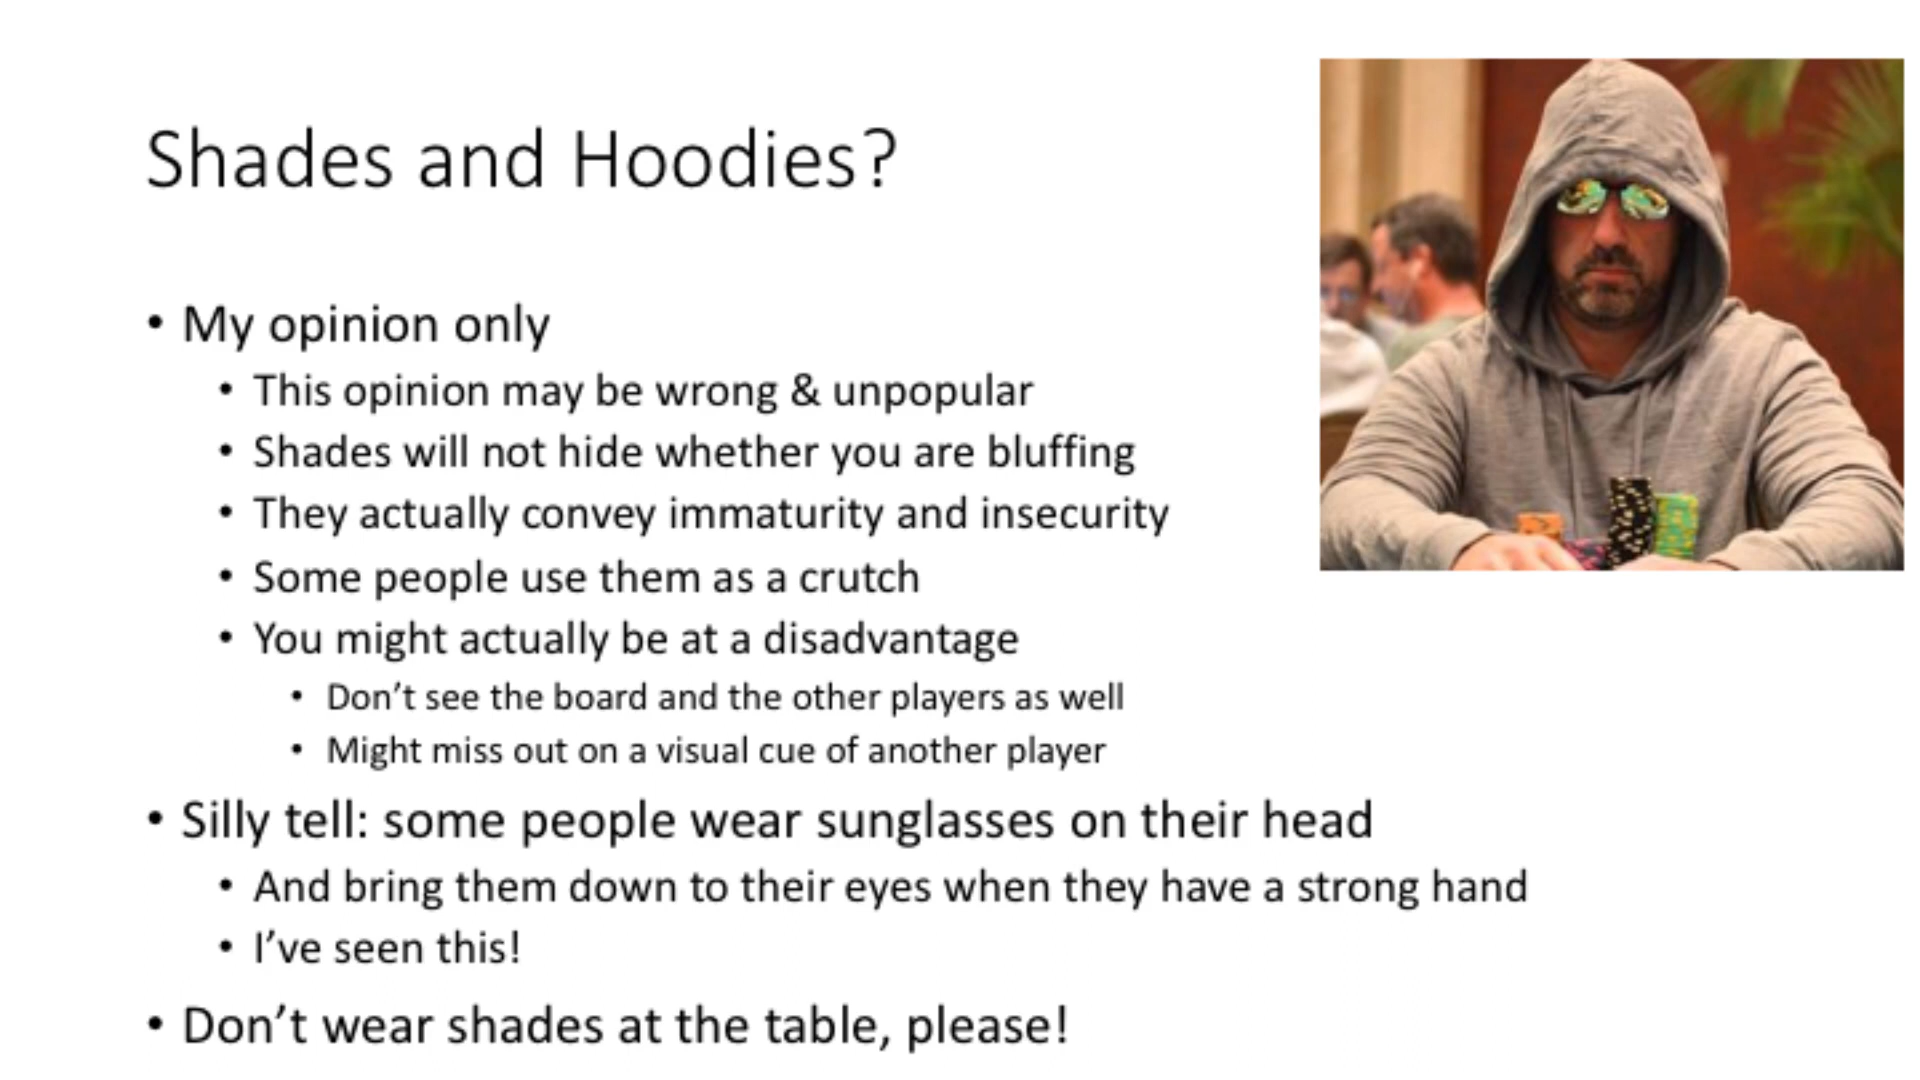 Shades and Hoodies?
• My opinion only
• This opinion may be wrong & unpopular
• Shades will not hide whether you are bluffing
• They actually convey immaturity and insecurity
• Some people use them as a crutch
• You might actually be at a disadvantage
• Don’t see the board and the other players as well
• Might miss out on a visual cue of another player
• Silly tell: some people wear sunglasses on their head
• And bring them down to their eyes when they have a strong hand
• I’ve seen this!
• Don’t wear shades at the table, please!